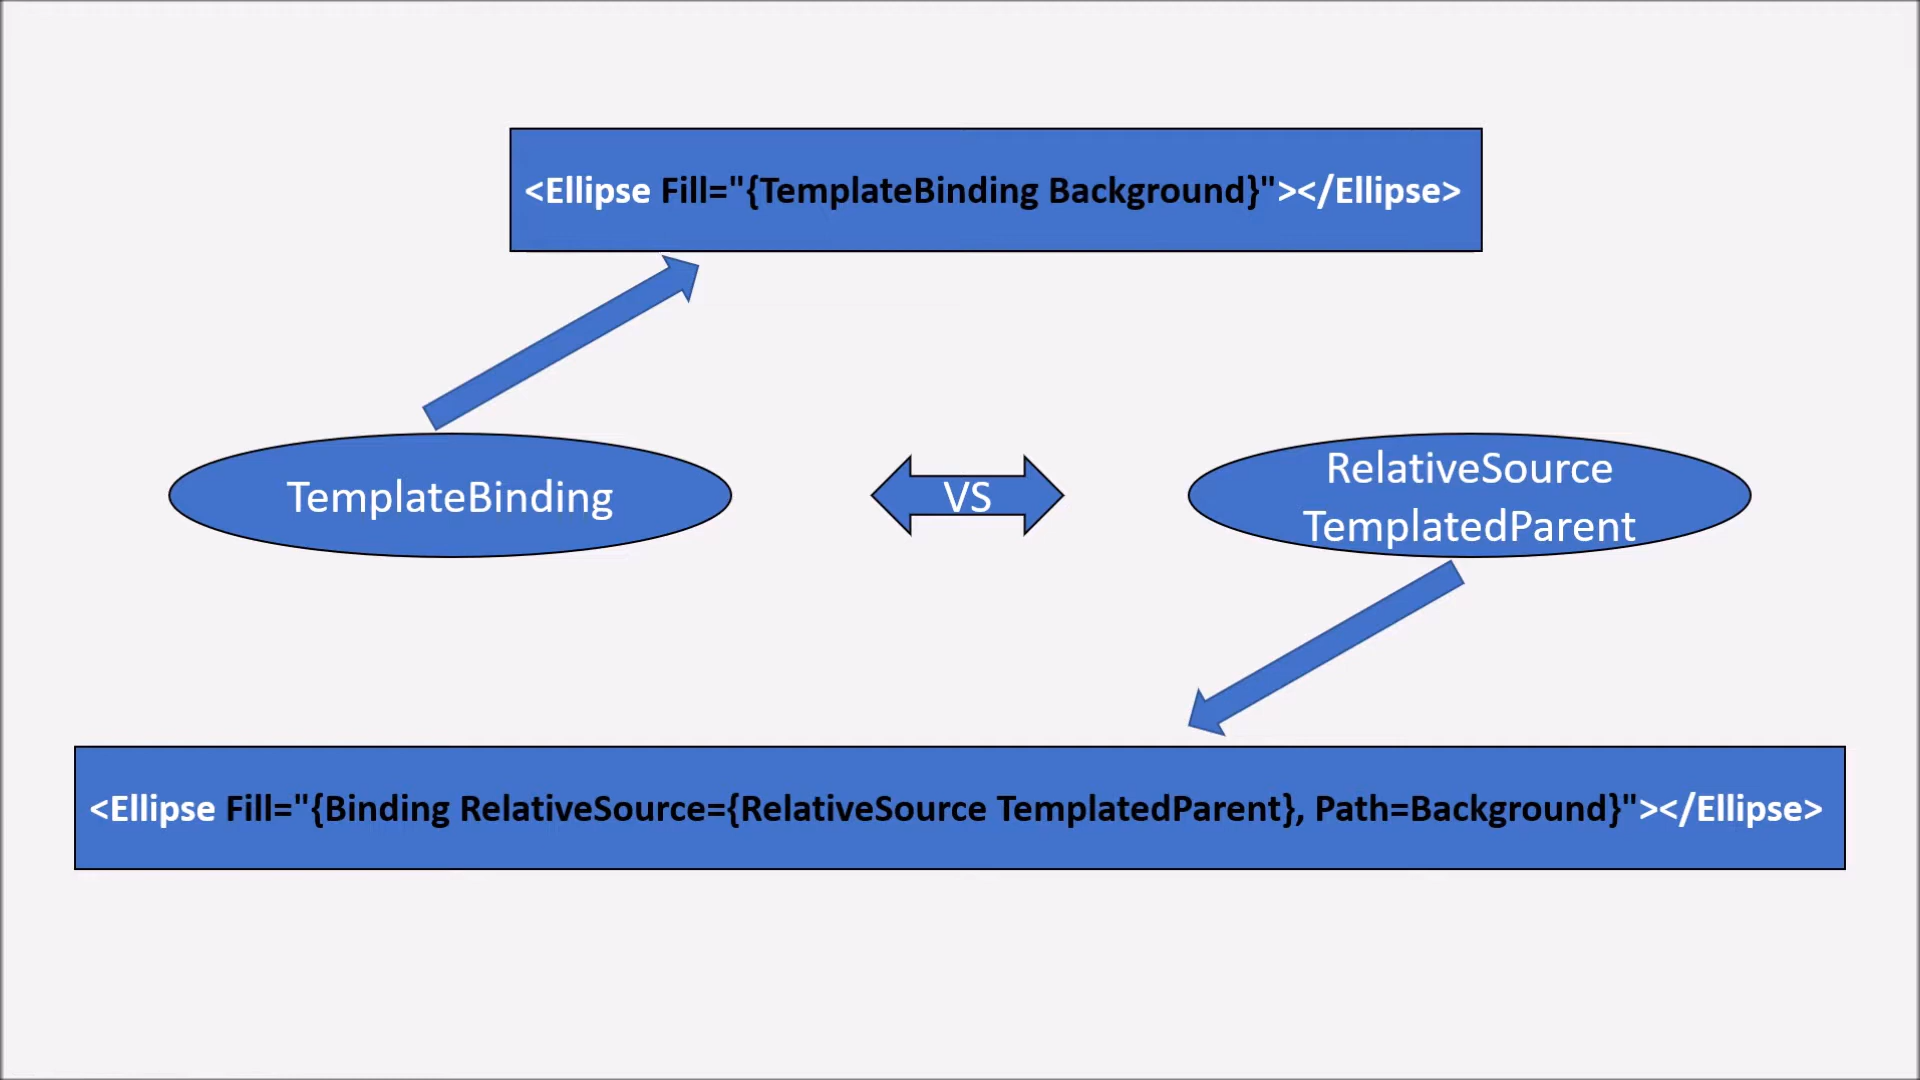 <Ellipse Fill="{TemplateBinding Background}"></Ellipse>
TemplateBinding
VS
RelativeSource
TemplatedParent
<Ellipse Fill="{Binding RelativeSource={RelativeSource TemplatedParent}, Path=Background}"></Ellipse>